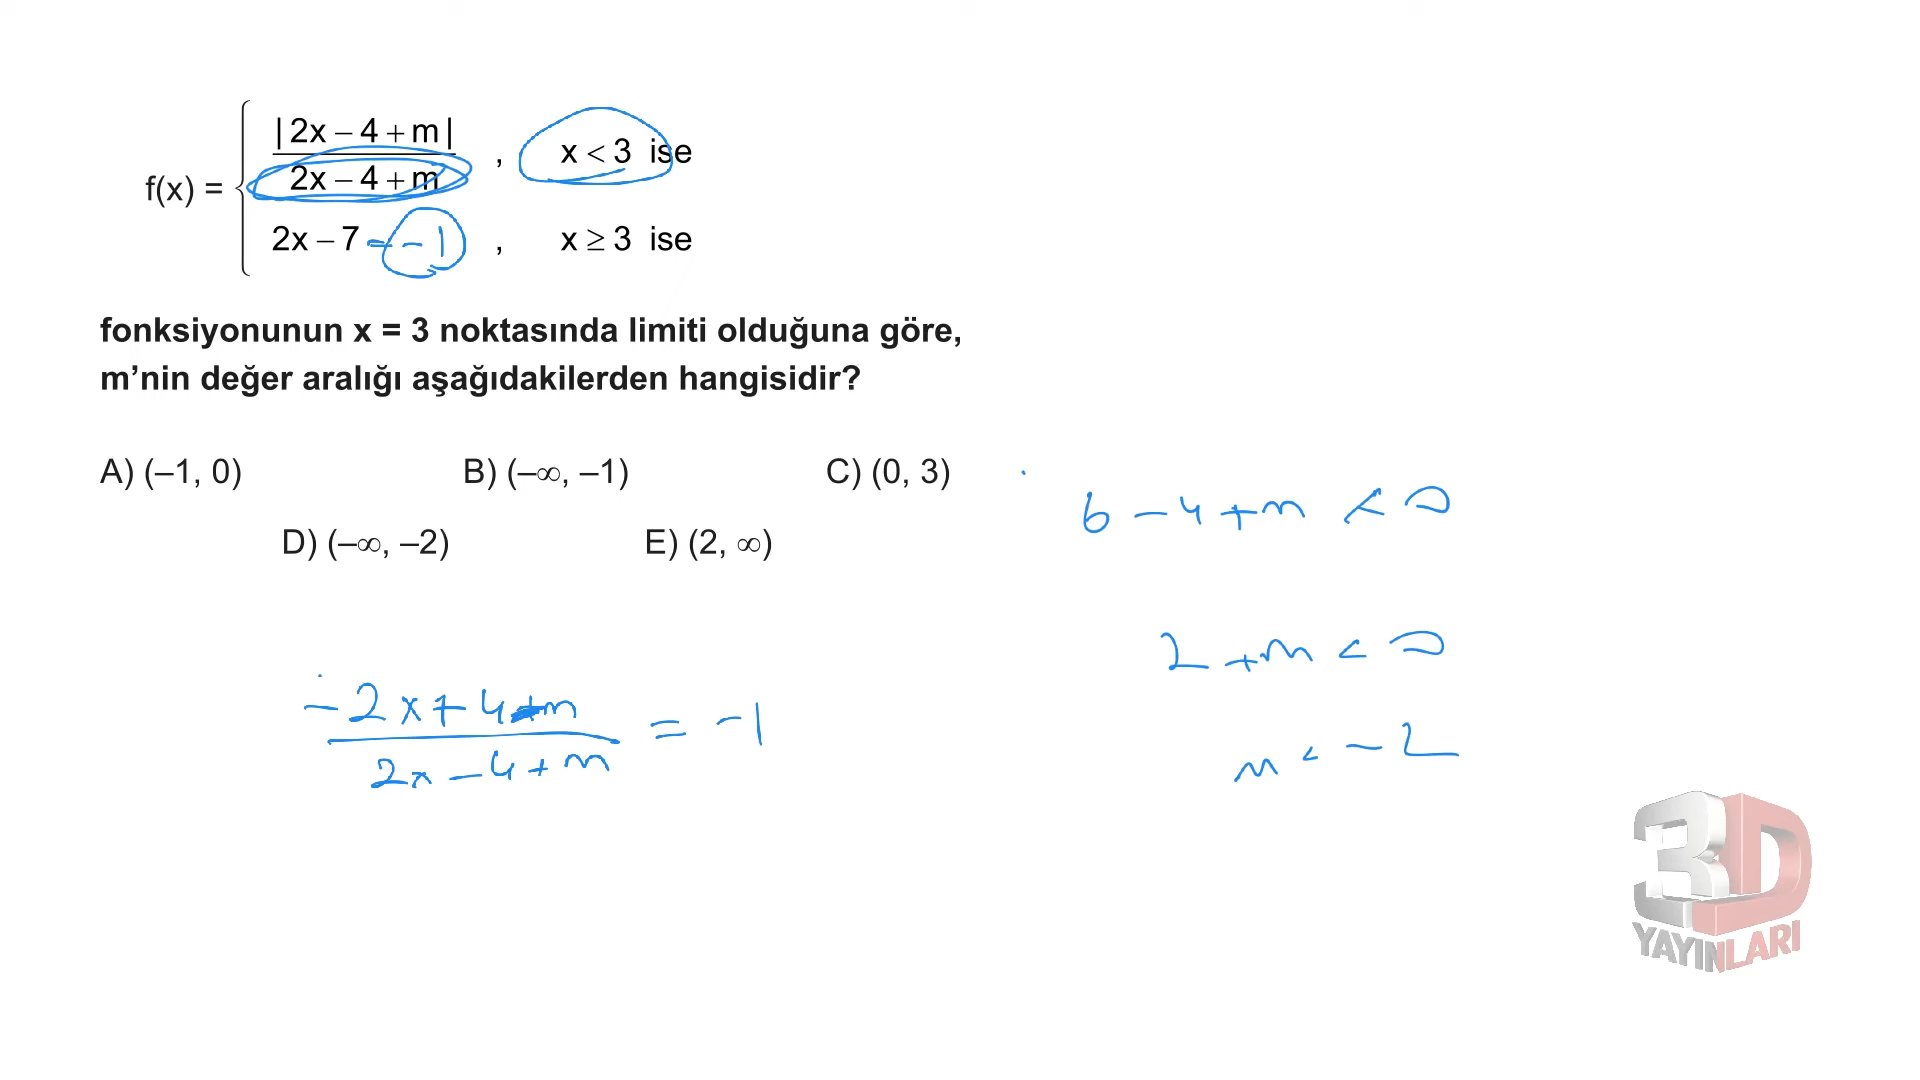 |2x – 4 + m|
, x < 3 ise
2x – 4 + m
f(x) =
2x – 7 = -1 , x ≥ 3 ise
fonksiyonunun x = 3 noktasında limiti olduğuna göre,
m’nin değer aralığı aşağıdakilerden hangisidir?
A) (–1, 0) B) (–∞, –1) C) (0, 3)
D) (–∞, –2) E) (2, ∞)
6 - 4 + m < 0
2 + m < 0
m < -2
-2x + 4 - m
= -1
2x - 4 + m
3D
YAYINLARI